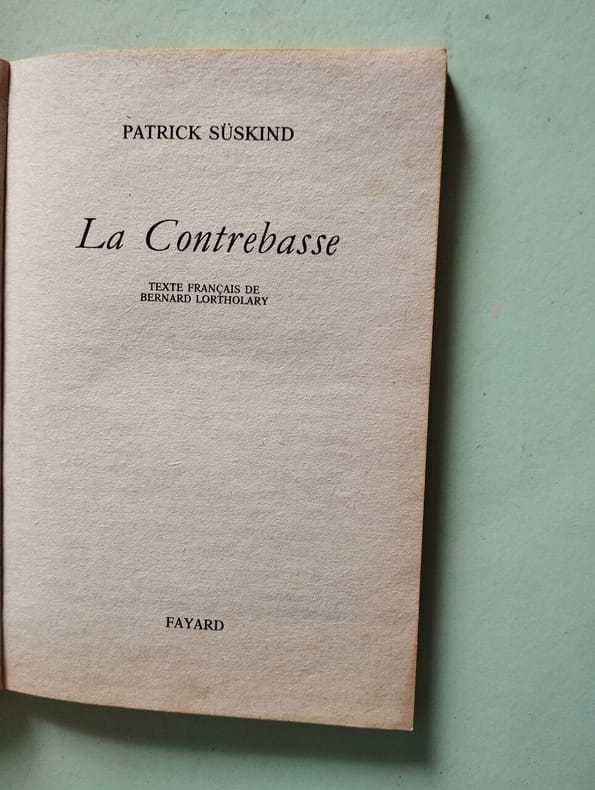 PATRICK SÜSKIND
La Contrebasse
TEXTE FRANÇAIS DE
BERNARD LORTHOLARY
FAYARD